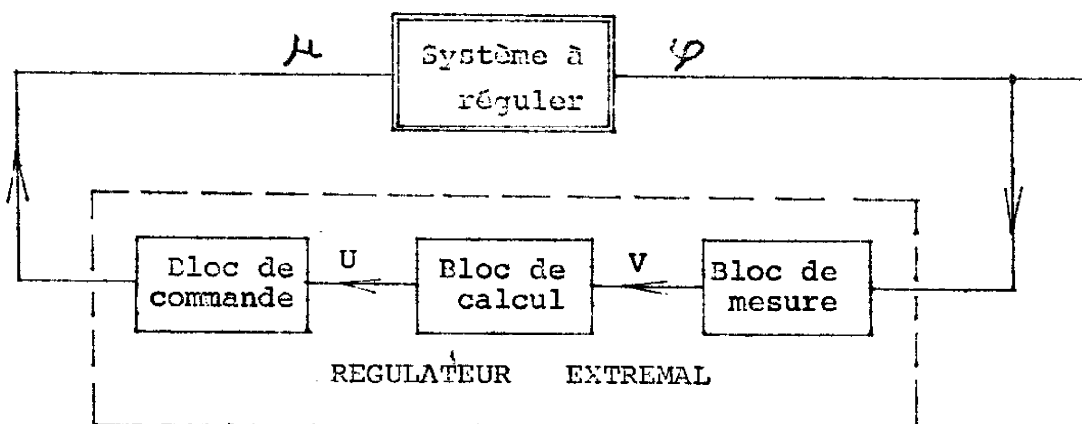 μ
Système à
réguler
φ
Bloc de
commande
U
Bloc de
calcul
V
Bloc de
mesure
REGULATEUR EXTREMAL